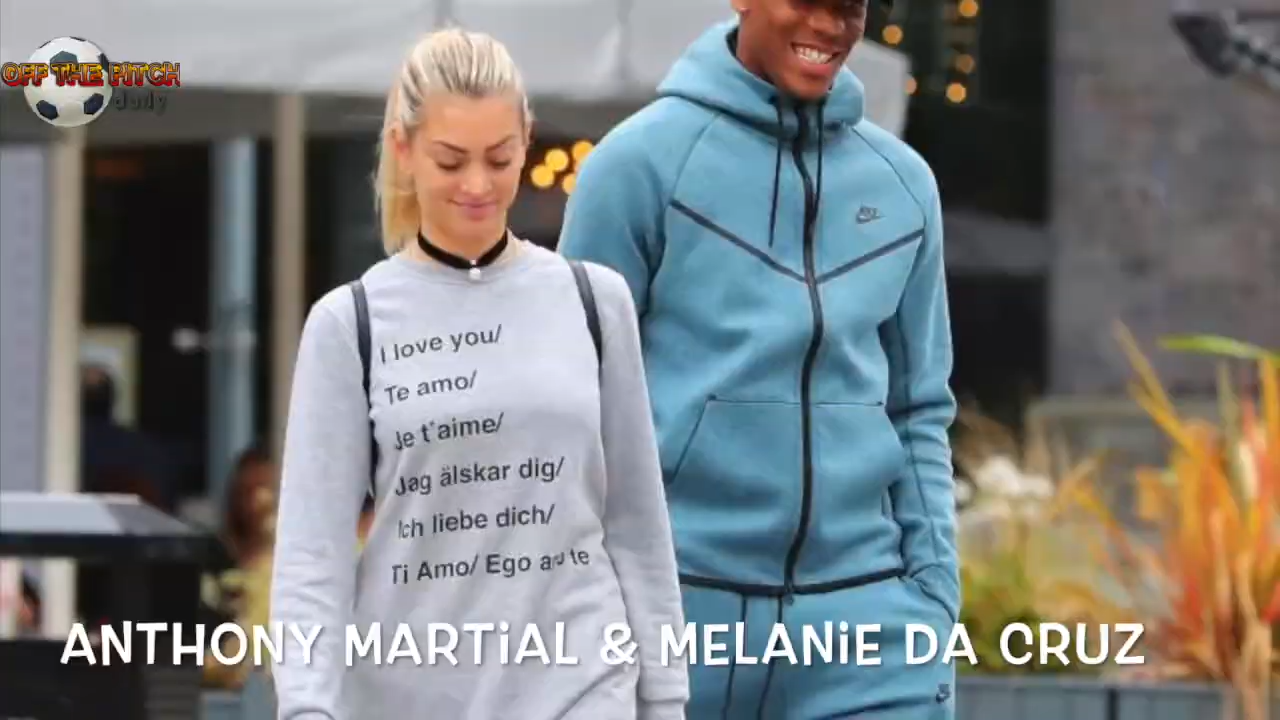 OFF THE PITCH
daily
I love you/
Te amo/
Je t'aime/
Jag älskar dig/
Ich liebe dich/
Ti Amo/ Ego te
ANTHONY MARTiAL & MELANiE DA CRUZ